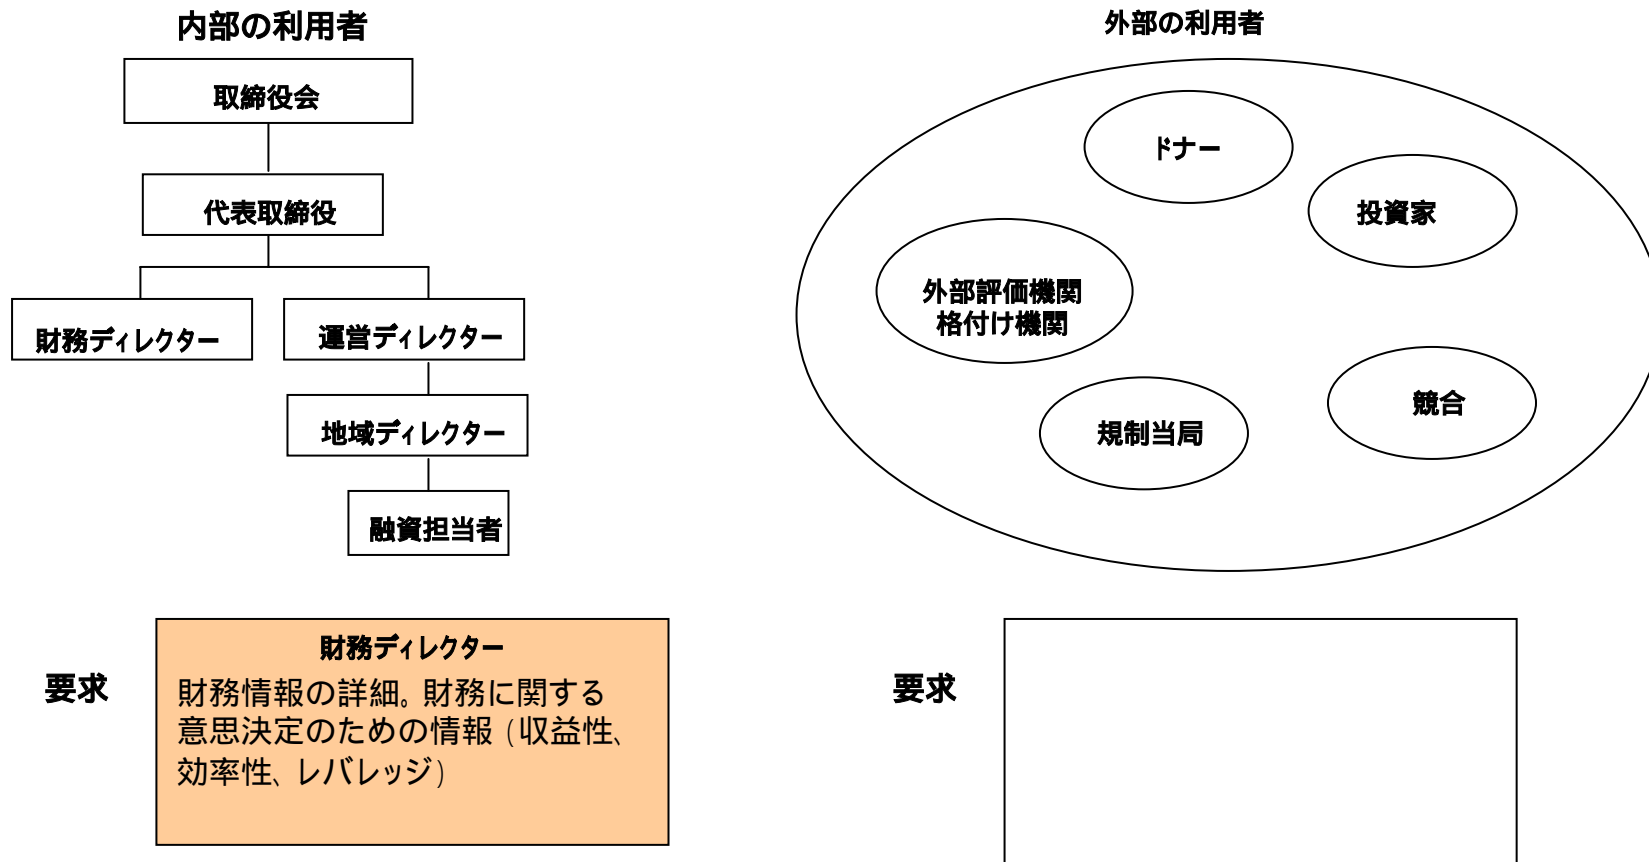 内部の利用者
取締役会
代表取締役
財務ディレクター
運営ディレクター
地域ディレクター
融資担当者
外部の利用者
ドナー
投資家
外部評価機関
格付け機関
競合
規制当局
要求
財務ディレクター
財務情報の詳細。財務に関する
意思決定のための情報（収益性、
効率性、レバレッジ）
要求